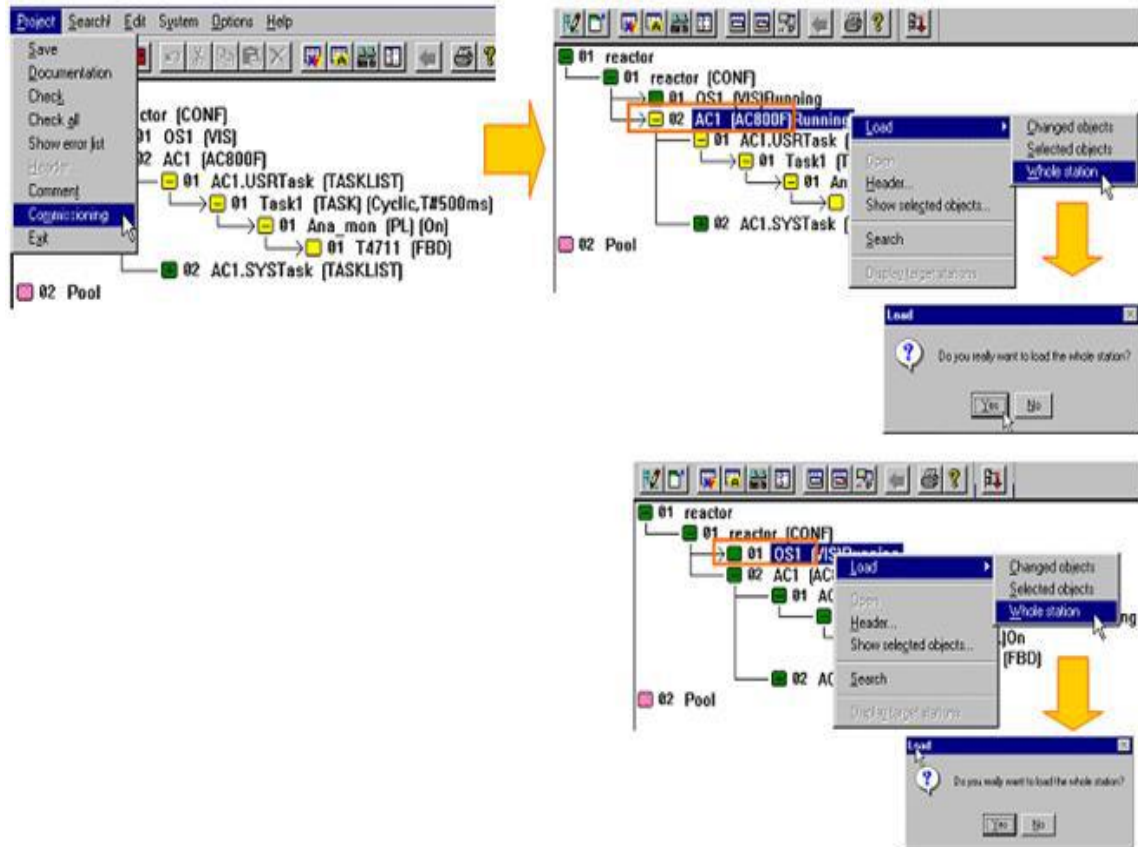 Project Search! Edit System Options Help
Save
Documentation
Check
Check all
Show error list
Header
Comment
Commissioning
Exit
ctor (CONF)
01 OS1 (VIS)
02 AC1 (AC800F)
01 AC1.USRTask (TASKLIST)
01 Task1 (TASK) (Cyclic,T#500ms)
01 Ana_mon (PL) (On)
01 T4711 (FBD)
02 AC1.SYSTask (TASKLIST)
02 Pool
01 reactor
01 reactor (CONF)
01 OS1 (VIS)Running
02 AC1 (AC800F)Running
01 AC1.USRTask (
01 Task1 (T
01 An
02 AC1.SYSTask (
02 Pool
Load
Open
Header...
Show selected objects...
Search
Display target stations
Changed objects
Selected objects
Whole station
Load
Do you really want to load the whole station?
Yes No
01 reactor
01 reactor (CONF)
01 OS1 (VIS)Running
02 AC1 (AC
01 AC
ng
)On
(FBD)
02 AC
02 Pool
Load
Open
Header...
Show selected objects...
Search
Display target stations
Changed objects
Selected objects
Whole station
Load
Do you really want to load the whole station?
Yes No